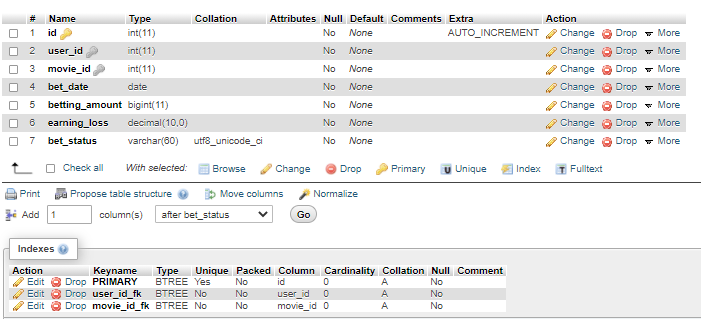 # Name Type Collation Attributes Null Default Comments Extra Action
1 id int(11) No None AUTO_INCREMENT Change Drop More
2 user_id int(11) No None Change Drop More
3 movie_id int(11) No None Change Drop More
4 bet_date date No None Change Drop More
5 betting_amount bigint(11) No None Change Drop More
6 earning_loss decimal(10,0) No None Change Drop More
7 bet_status varchar(60) utf8_unicode_ci No None Change Drop More
Check all With selected: Browse Change Drop Primary Unique Index Fulltext
Print Propose table structure Move columns Normalize
Add 1 column(s) after bet_status Go
Indexes
Action Keyname Type Unique Packed Column Cardinality Collation Null Comment
Edit Drop PRIMARY BTREE Yes No id 0 A No
Edit Drop user_id_fk BTREE No No user_id 0 A No
Edit Drop movie_id_fk BTREE No No movie_id 0 A No